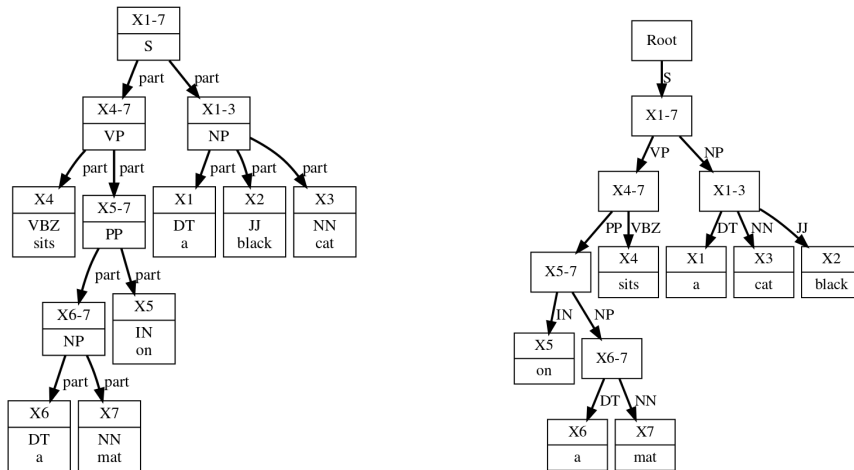 X1-7
S
part part
X4-7
VP
X1-3
NP
part part part part part
X4
VBZ
sits
X5-7
PP
X1
DT
a
X2
JJ
black
X3
NN
cat
part part
X6-7
NP
X5
IN
on
part part
X6
DT
a
X7
NN
mat
Root
S
X1-7
VP NP
X4-7
X1-3
PP VBZ DT NN JJ
X5-7
X4
sits
X1
a
X3
cat
X2
black
IN NP
X5
on
X6-7
DT NN
X6
a
X7
mat